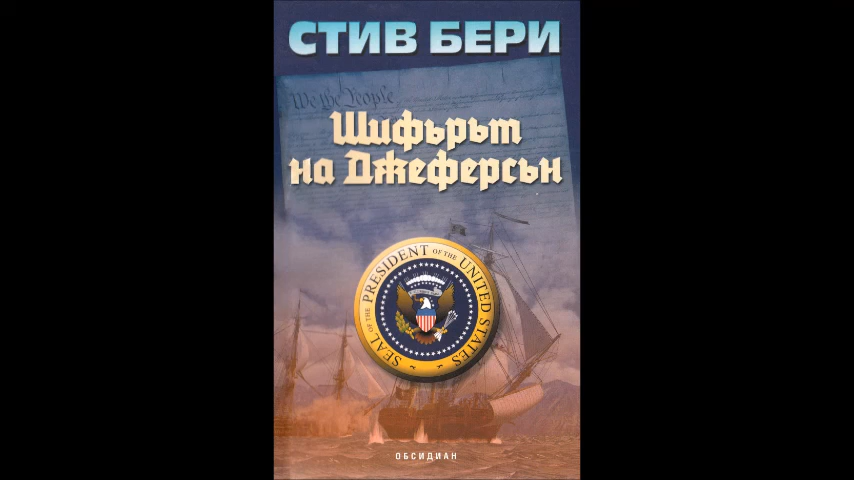 СТИВ БЕРИ
We the People
Шифърът
на Джеферсън
SEAL OF THE PRESIDENT OF THE UNITED STATES
ОБСИДИАН